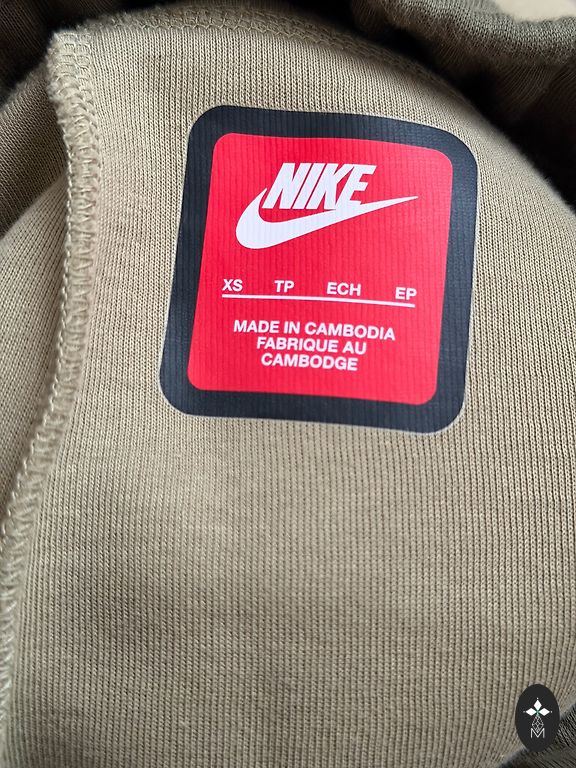 NIKE
XS TP ECH EP
MADE IN CAMBODIA
FABRIQUE AU
CAMBODGE
M